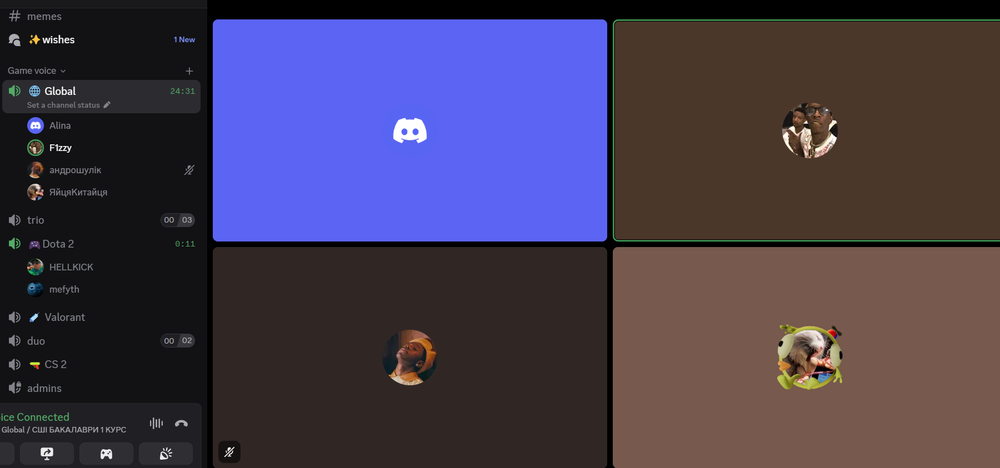 memes
✨wishes 1 New
Game voice
Global 24:31
Set a channel status
Alina
F1zzy
андрошулік
ЯйцяКитайця
trio 00 03
Dota 2 0:11
HELLKICK
mefyth
Valorant
duo 00 02
CS 2
admins
ice Connected
Global / СШІ БАКАЛАВРИ 1 КУРС